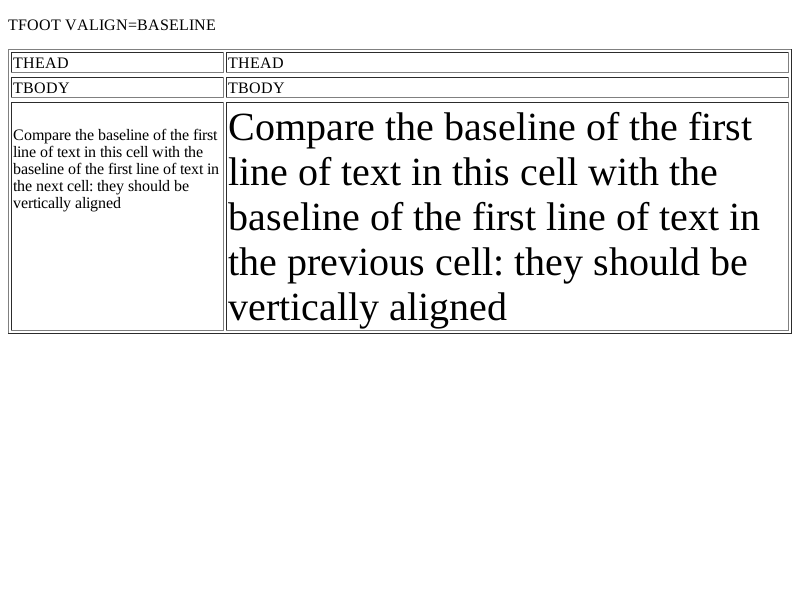 TFOOT VALIGN=BASELINE
THEAD THEAD
TBODY TBODY
Compare the baseline of the first
line of text in this cell with the
baseline of the first line of text in
the next cell: they should be
vertically aligned
Compare the baseline of the first
line of text in this cell with the
baseline of the first line of text in
the previous cell: they should be
vertically aligned